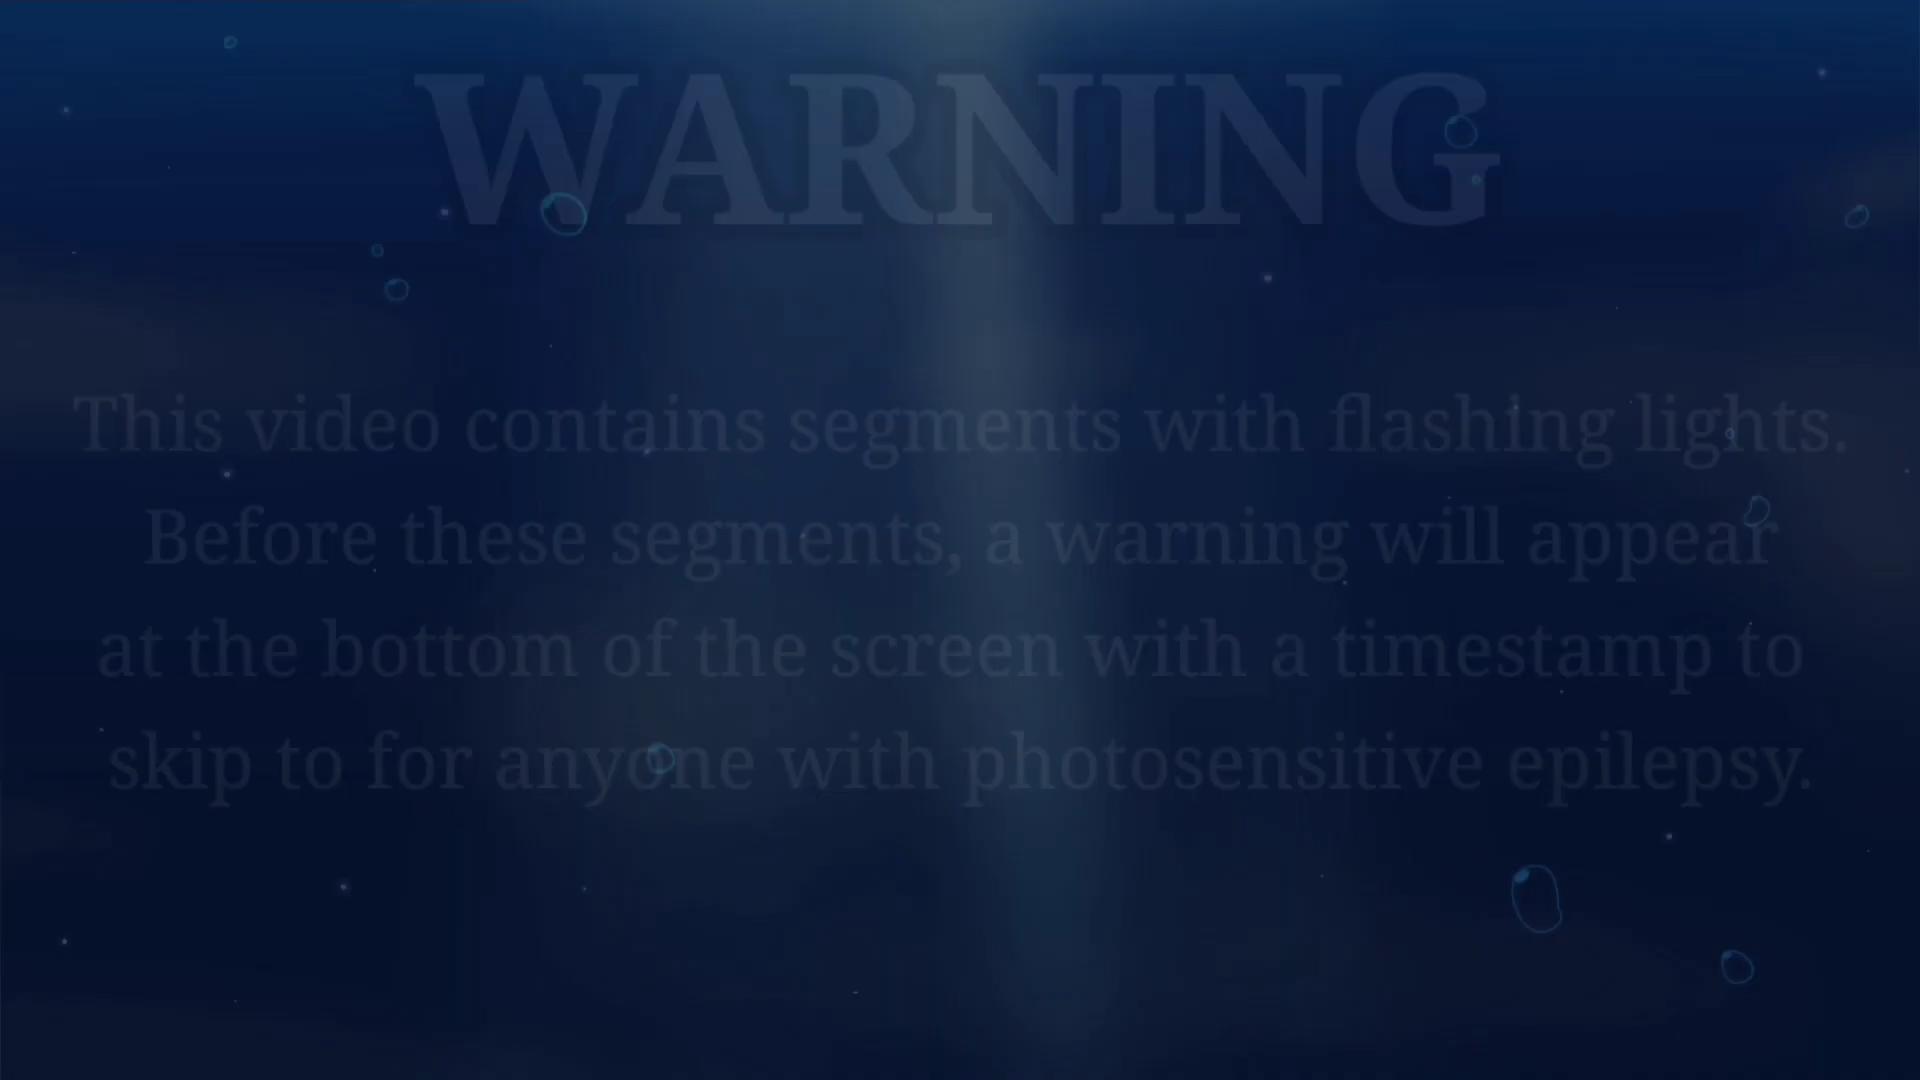 WARNING
This video contains segments with flashing lights.
Before these segments, a warning will appear
at the bottom of the screen with a timestamp to
skip to for anyone with photosensitive epilepsy.